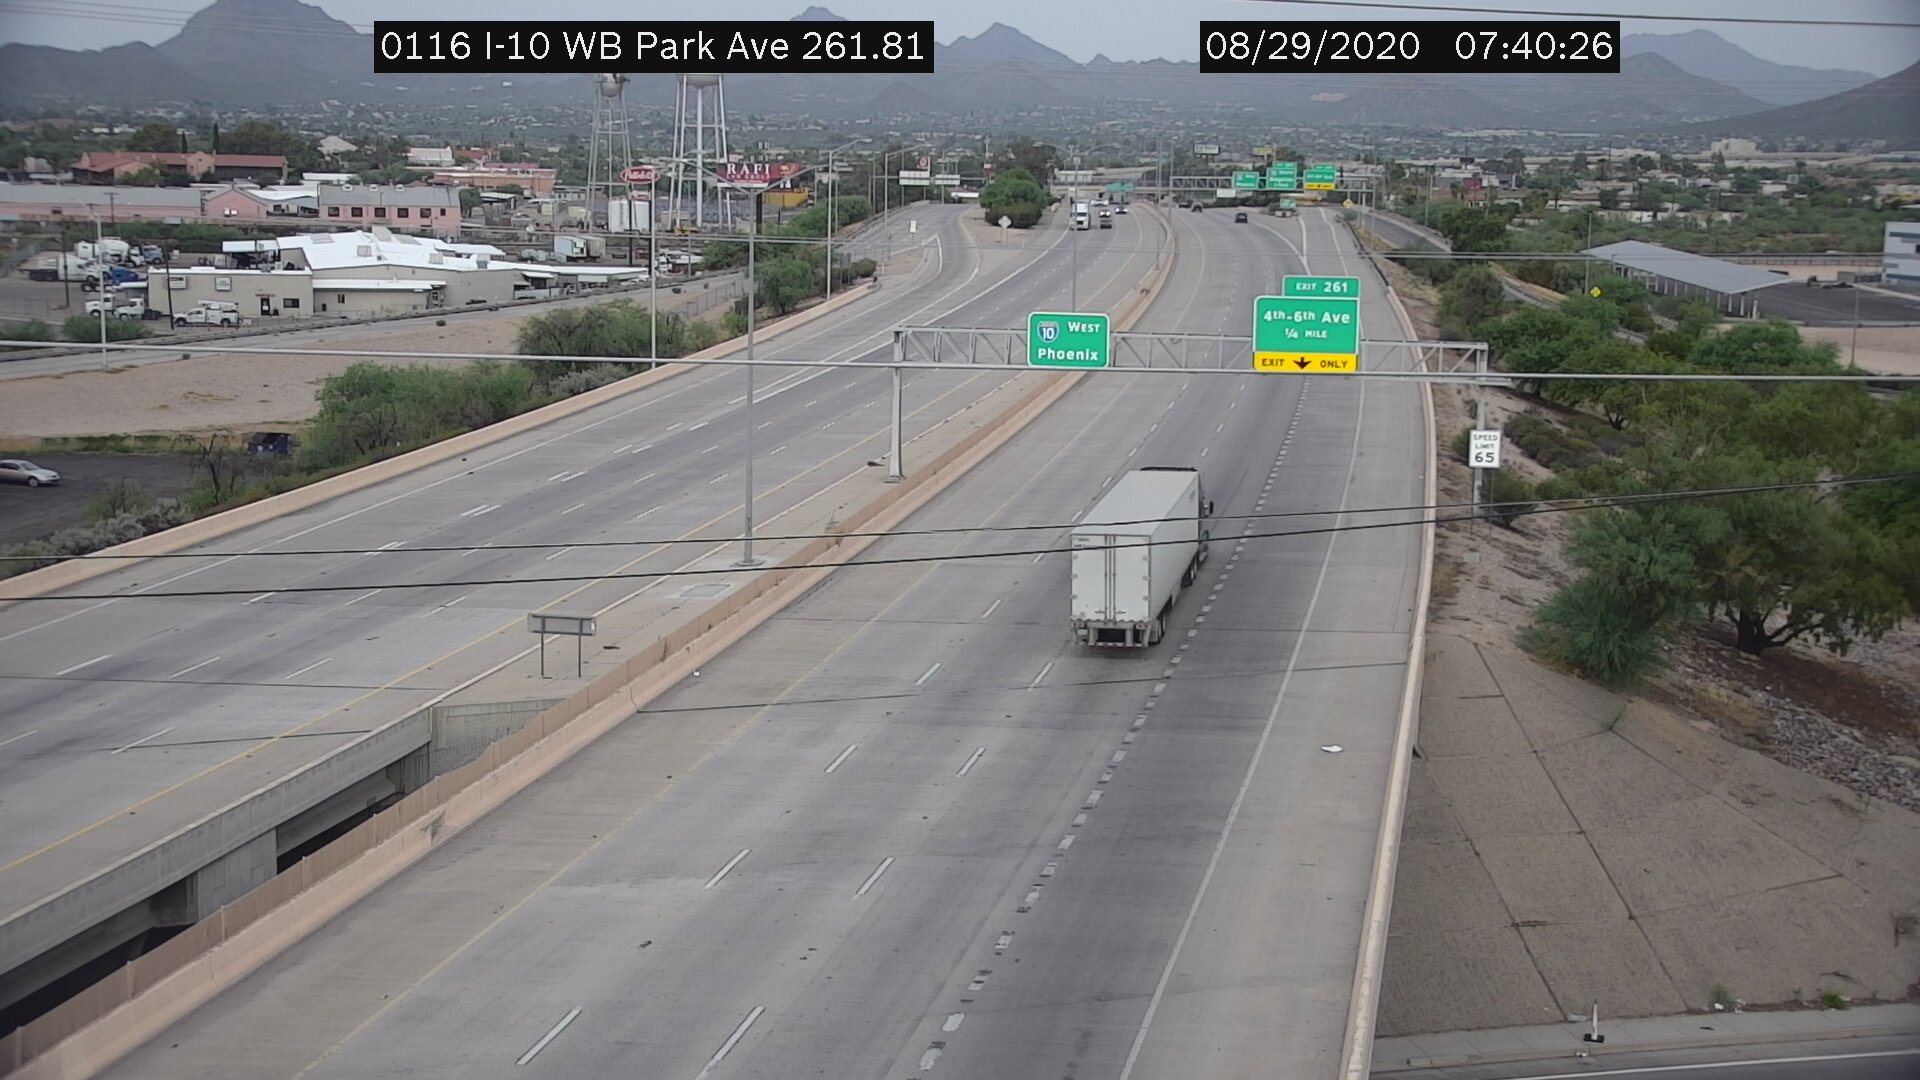 0116 I-10 WB Park Ave 261.81
08/29/2020 07:40:26
RAFI
EXIT 261
10 WEST
Phoenix
4th-6th Ave
¼ MILE
EXIT ONLY
SPEED
LIMIT
65